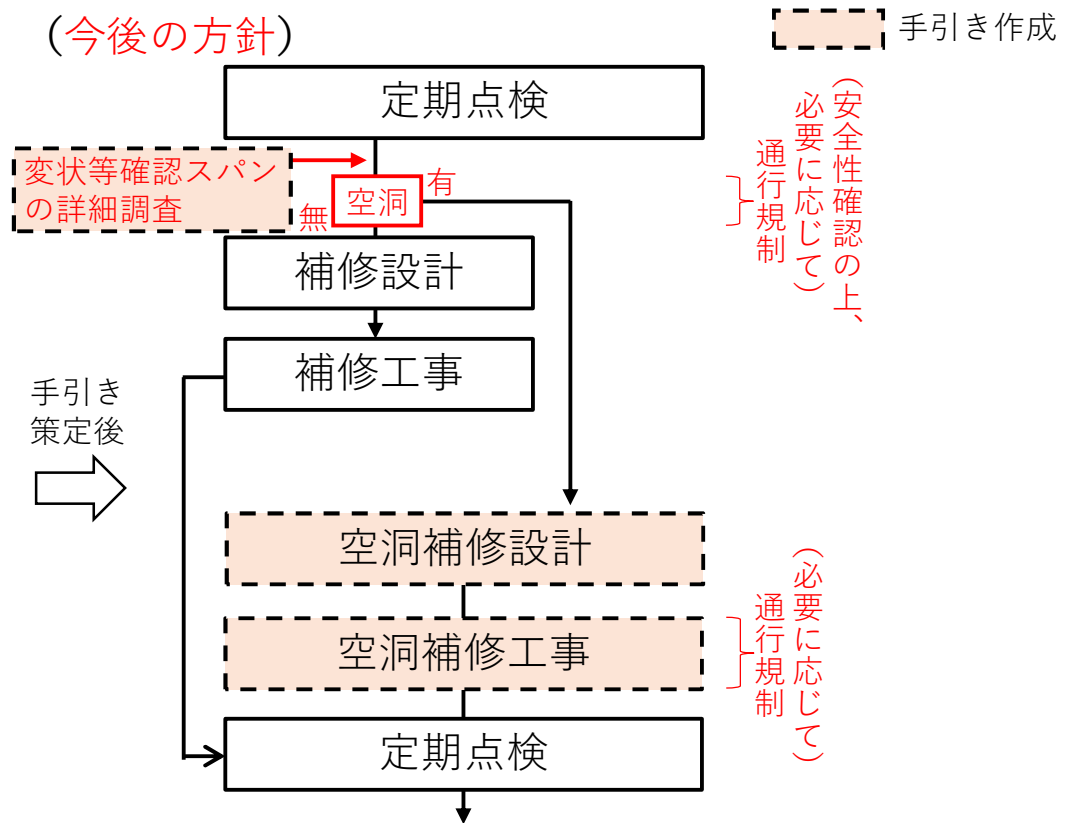 (今後の方針)
手引き作成
定期点検
変状等確認スパン
の詳細調査
空洞
有
無
通行規制
(安全性確認の上、
必要に応じて)
補修設計
補修工事
手引き
策定後
空洞補修設計
空洞補修工事
通行規制
(必要に応じて)
定期点検